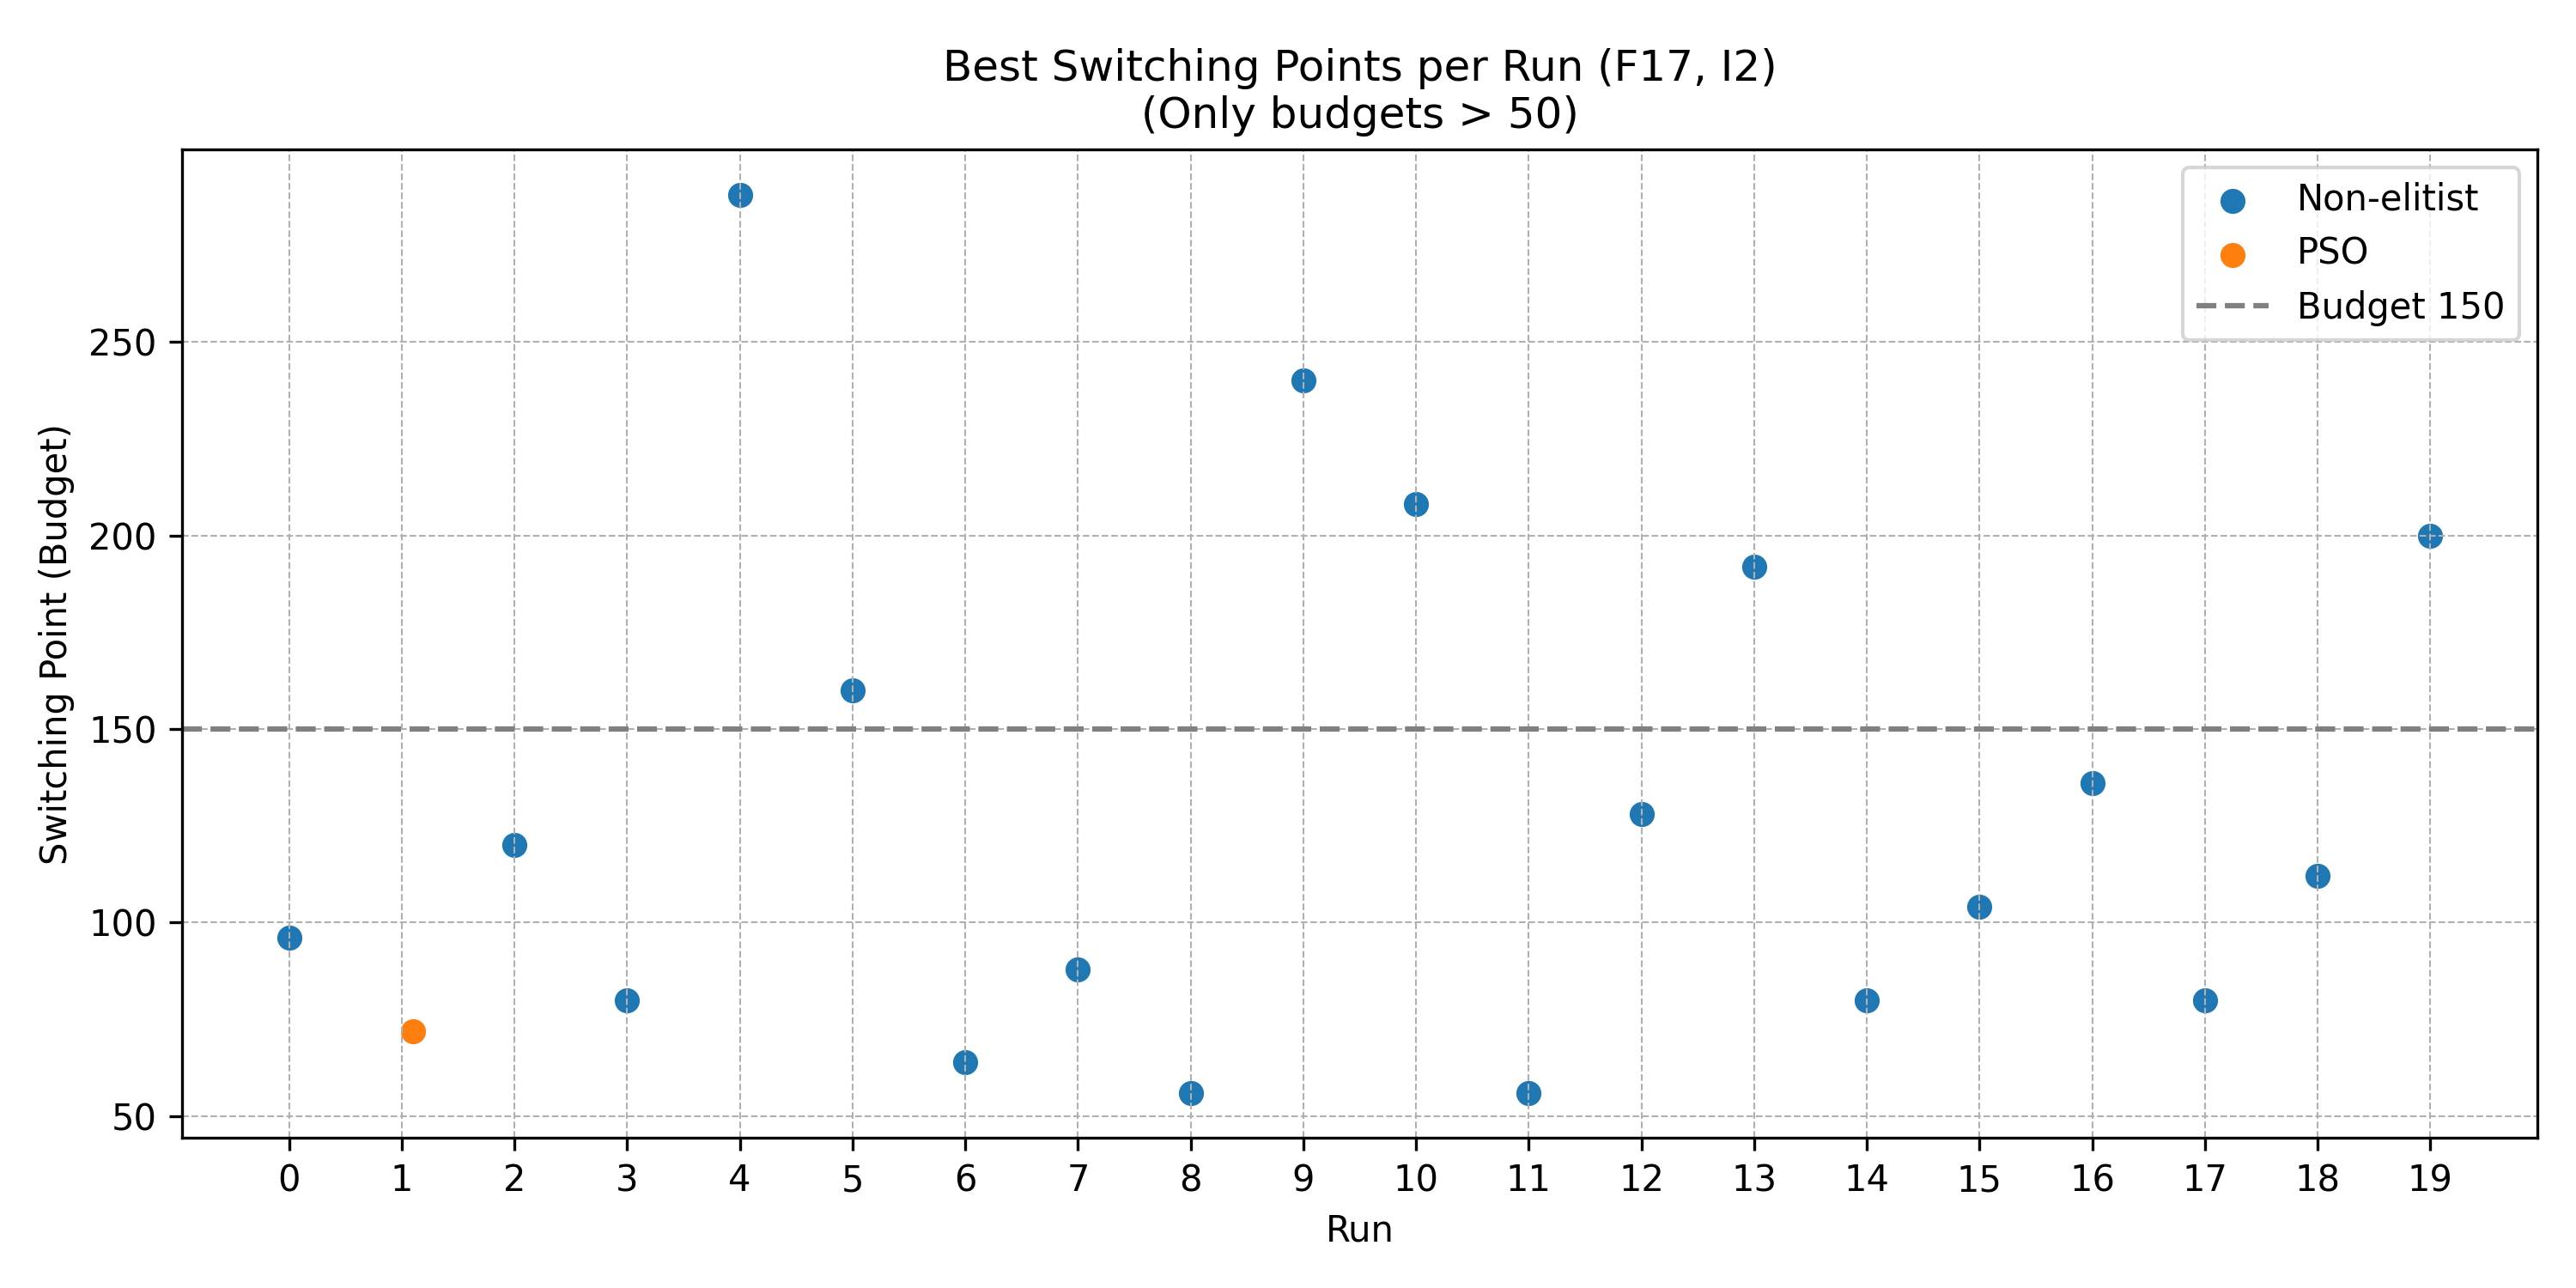 Best Switching Points per Run (F17, I2)
(Only budgets > 50)
Non-elitist
PSO
Budget 150
Switching Point (Budget)
250
200
150
100
50
0 1 2 3 4 5 6 7 8 9 10 11 12 13 14 15 16 17 18 19
Run